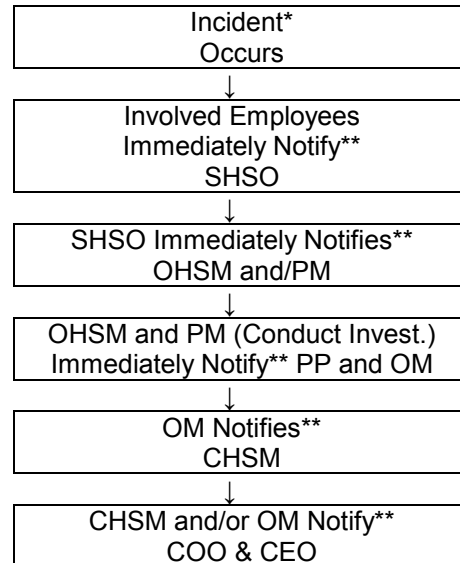 Incident*
Occurs
↓
Involved Employees
Immediately Notify**
SHSO
↓
SHSO Immediately Notifies**
OHSM and/PM
↓
OHSM and PM (Conduct Invest.)
Immediately Notify** PP and OM
↓
OM Notifies**
CHSM
↓
CHSM and/or OM Notify**
COO & CEO